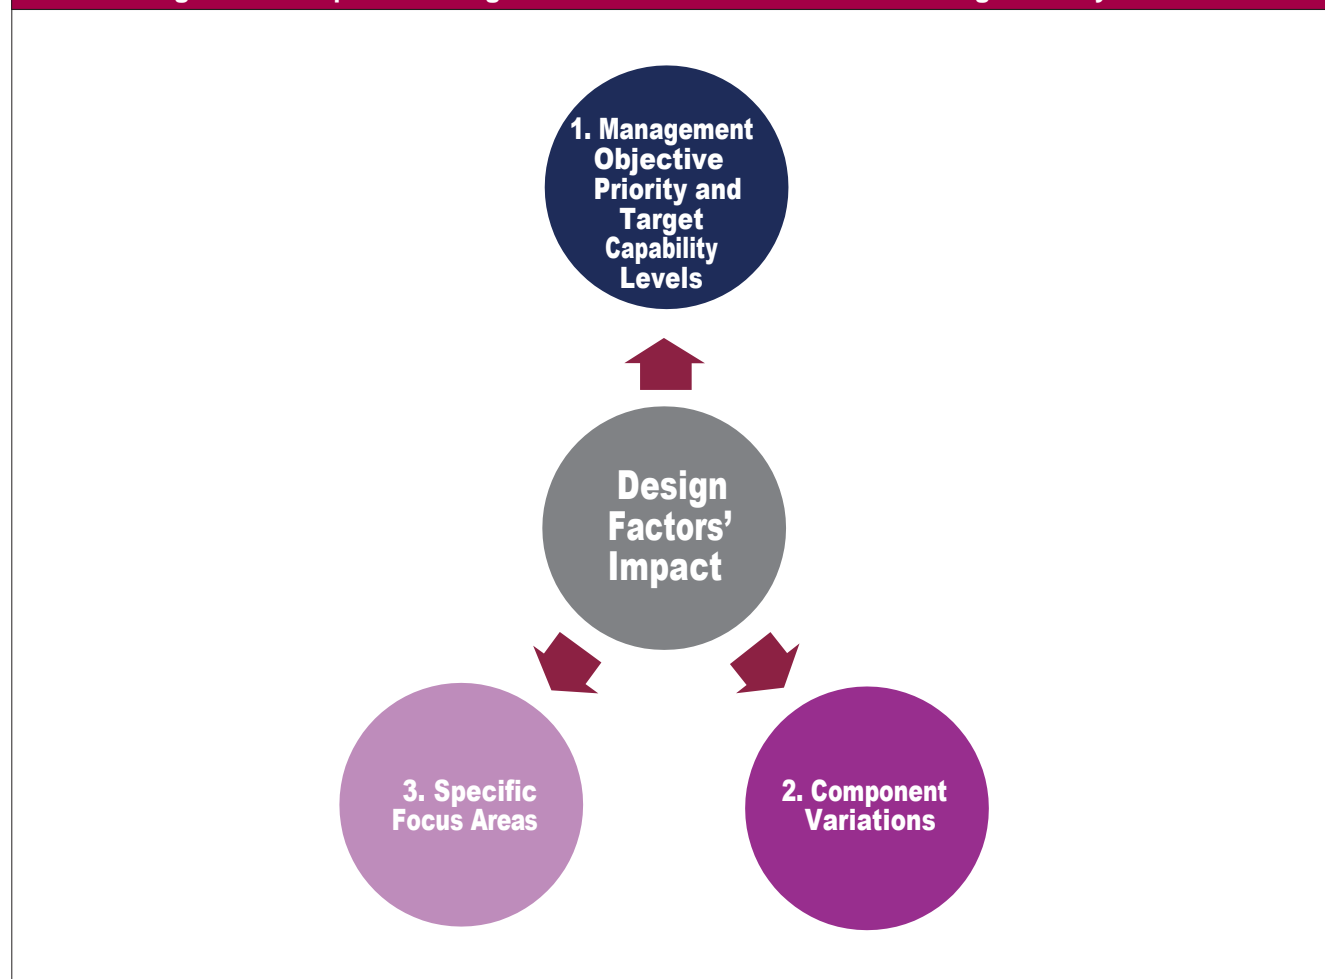 1. Management
Objective
Priority and
Target
Capability
Levels
Design
Factors’
Impact
3. Specific
Focus Areas
2. Component
Variations